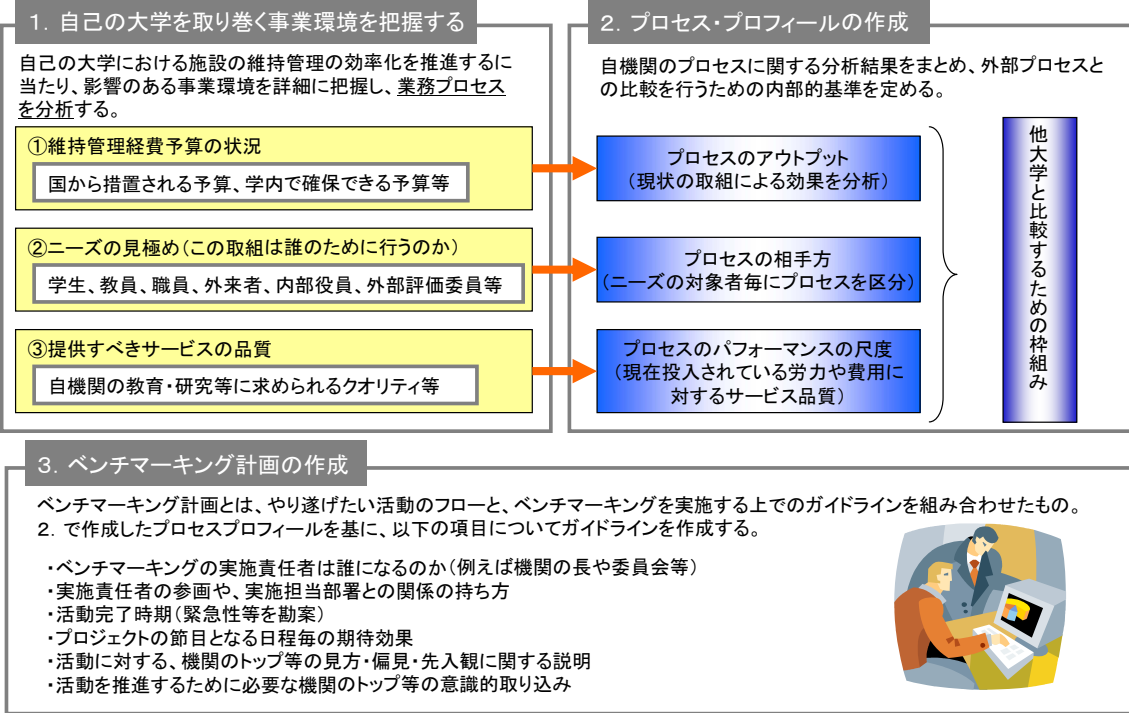 1．自己の大学を取り巻く事業環境を把握する
自己の大学における施設の維持管理の効率化を推進するに
当たり、影響のある事業環境を詳細に把握し、業務プロセス
を分析する。
①維持管理経費予算の状況
国から措置される予算、学内で確保できる予算等
②ニーズの見極め（この取組は誰のために行うのか）
学生、教員、職員、外来者、内部役員、外部評価委員等
③提供すべきサービスの品質
自機関の教育・研究等に求められるクオリティ等
2．プロセス・プロフィールの作成
自機関のプロセスに関する分析結果をまとめ、外部プロセスと
の比較を行うための内部的基準を定める。
プロセスのアウトプット
（現状の取組による効果を分析）
プロセスの相手方
（ニーズの対象者毎にプロセスを区分）
プロセスのパフォーマンスの尺度
（現在投入されている労力や費用に
対するサービス品質）
他大学と比較するための枠組み
3．ベンチマーキング計画の作成
ベンチマーキング計画とは、やり遂げたい活動のフローと、ベンチマーキングを実施する上でのガイドラインを組み合わせたもの。
2．で作成したプロセスプロフィールを基に、以下の項目についてガイドラインを作成する。
・ベンチマーキングの実施責任者は誰になるのか（例えば機関の長や委員会等）
・実施責任者の参画や、実施担当部署との関係の持ち方
・活動完了時期（緊急性等を勘案）
・プロジェクトの節目となる日程毎の期待効果
・活動に対する、機関のトップ等の見方・偏見・先入観に関する説明
・活動を推進するために必要な機関のトップ等の意識的取り込み